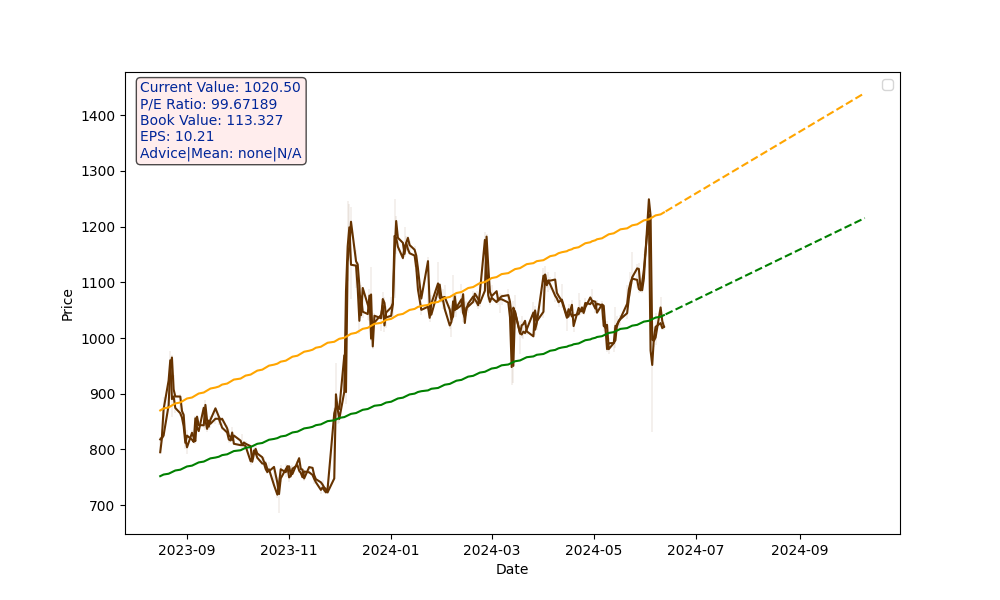 Current Value: 1020.50
P/E Ratio: 99.67189
Book Value: 113.327
EPS: 10.21
Advice|Mean: none|N/A
1400
1300
1200
1100
1000
900
800
700
Price
2023-09 2023-11 2024-01 2024-03 2024-05 2024-07 2024-09
Date